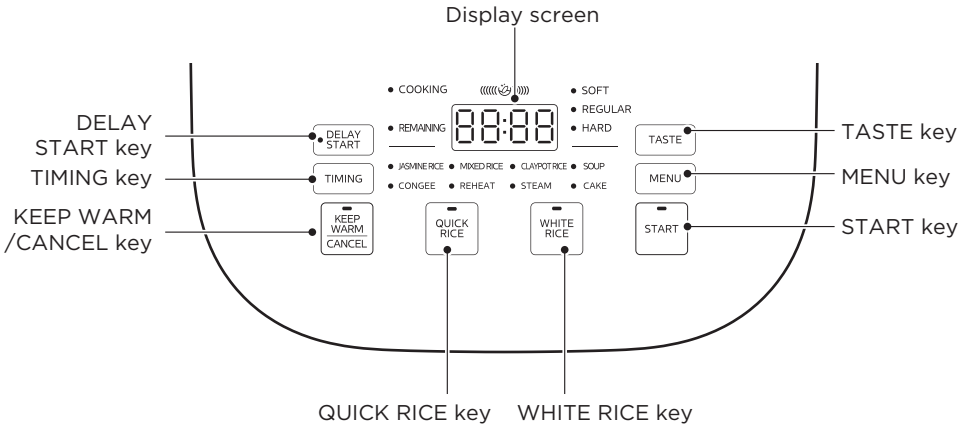 Display screen
COOKING
SOFT
REGULAR
REMAINING
88:88
HARD
DELAY
START key
DELAY
START
TASTE
TASTE key
JASMINE RICE
MIXED RICE
CLAYPOT RICE
SOUP
TIMING key
TIMING
CONGEE
REHEAT
STEAM
CAKE
MENU
MENU key
KEEP WARM
/CANCEL key
KEEP
WARM
CANCEL
QUICK
RICE
WHITE
RICE
START
START key
QUICK RICE key
WHITE RICE key